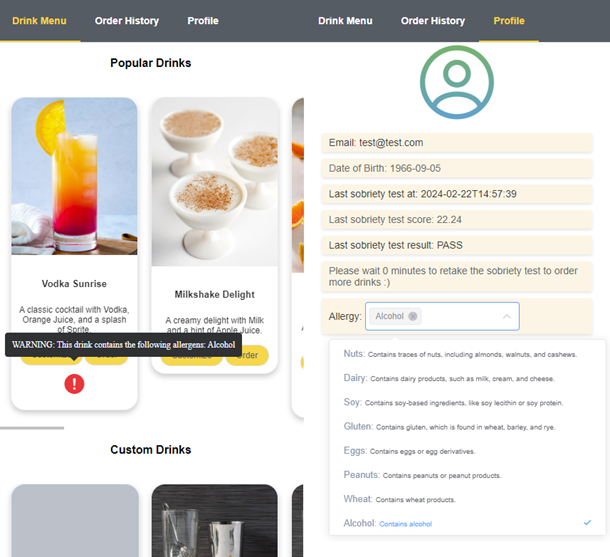 Drink Menu Order History Profile
Popular Drinks
Vodka Sunrise
A classic cocktail with Vodka,
Orange Juice, and a splash
of Sprite.
WARNING: This drink contains the following allergens: Alcohol
Milkshake Delight
A creamy delight with Milk
and a hint of Apple Juice.
Customize Order
Custom Drinks
Drink Menu Order History Profile
Email: test@test.com
Date of Birth: 1966-09-05
Last sobriety test at: 2024-02-22T14:57:39
Last sobriety test score: 22.24
Last sobriety test result: PASS
Please wait 0 minutes to retake the sobriety test to order
more drinks :)
Allergy: Alcohol
Nuts: Contains traces of nuts, including almonds, walnuts, and cashews.
Dairy: Contains dairy products, such as milk, cream, and cheese.
Soy: Contains soy-based ingredients, like soy lecithin or soy protein.
Gluten: Contains gluten, which is found in wheat, barley, and rye.
Eggs: Contains eggs or egg derivatives.
Peanuts: Contains peanuts or peanut products.
Wheat: Contains wheat products.
Alcohol: Contains alcohol